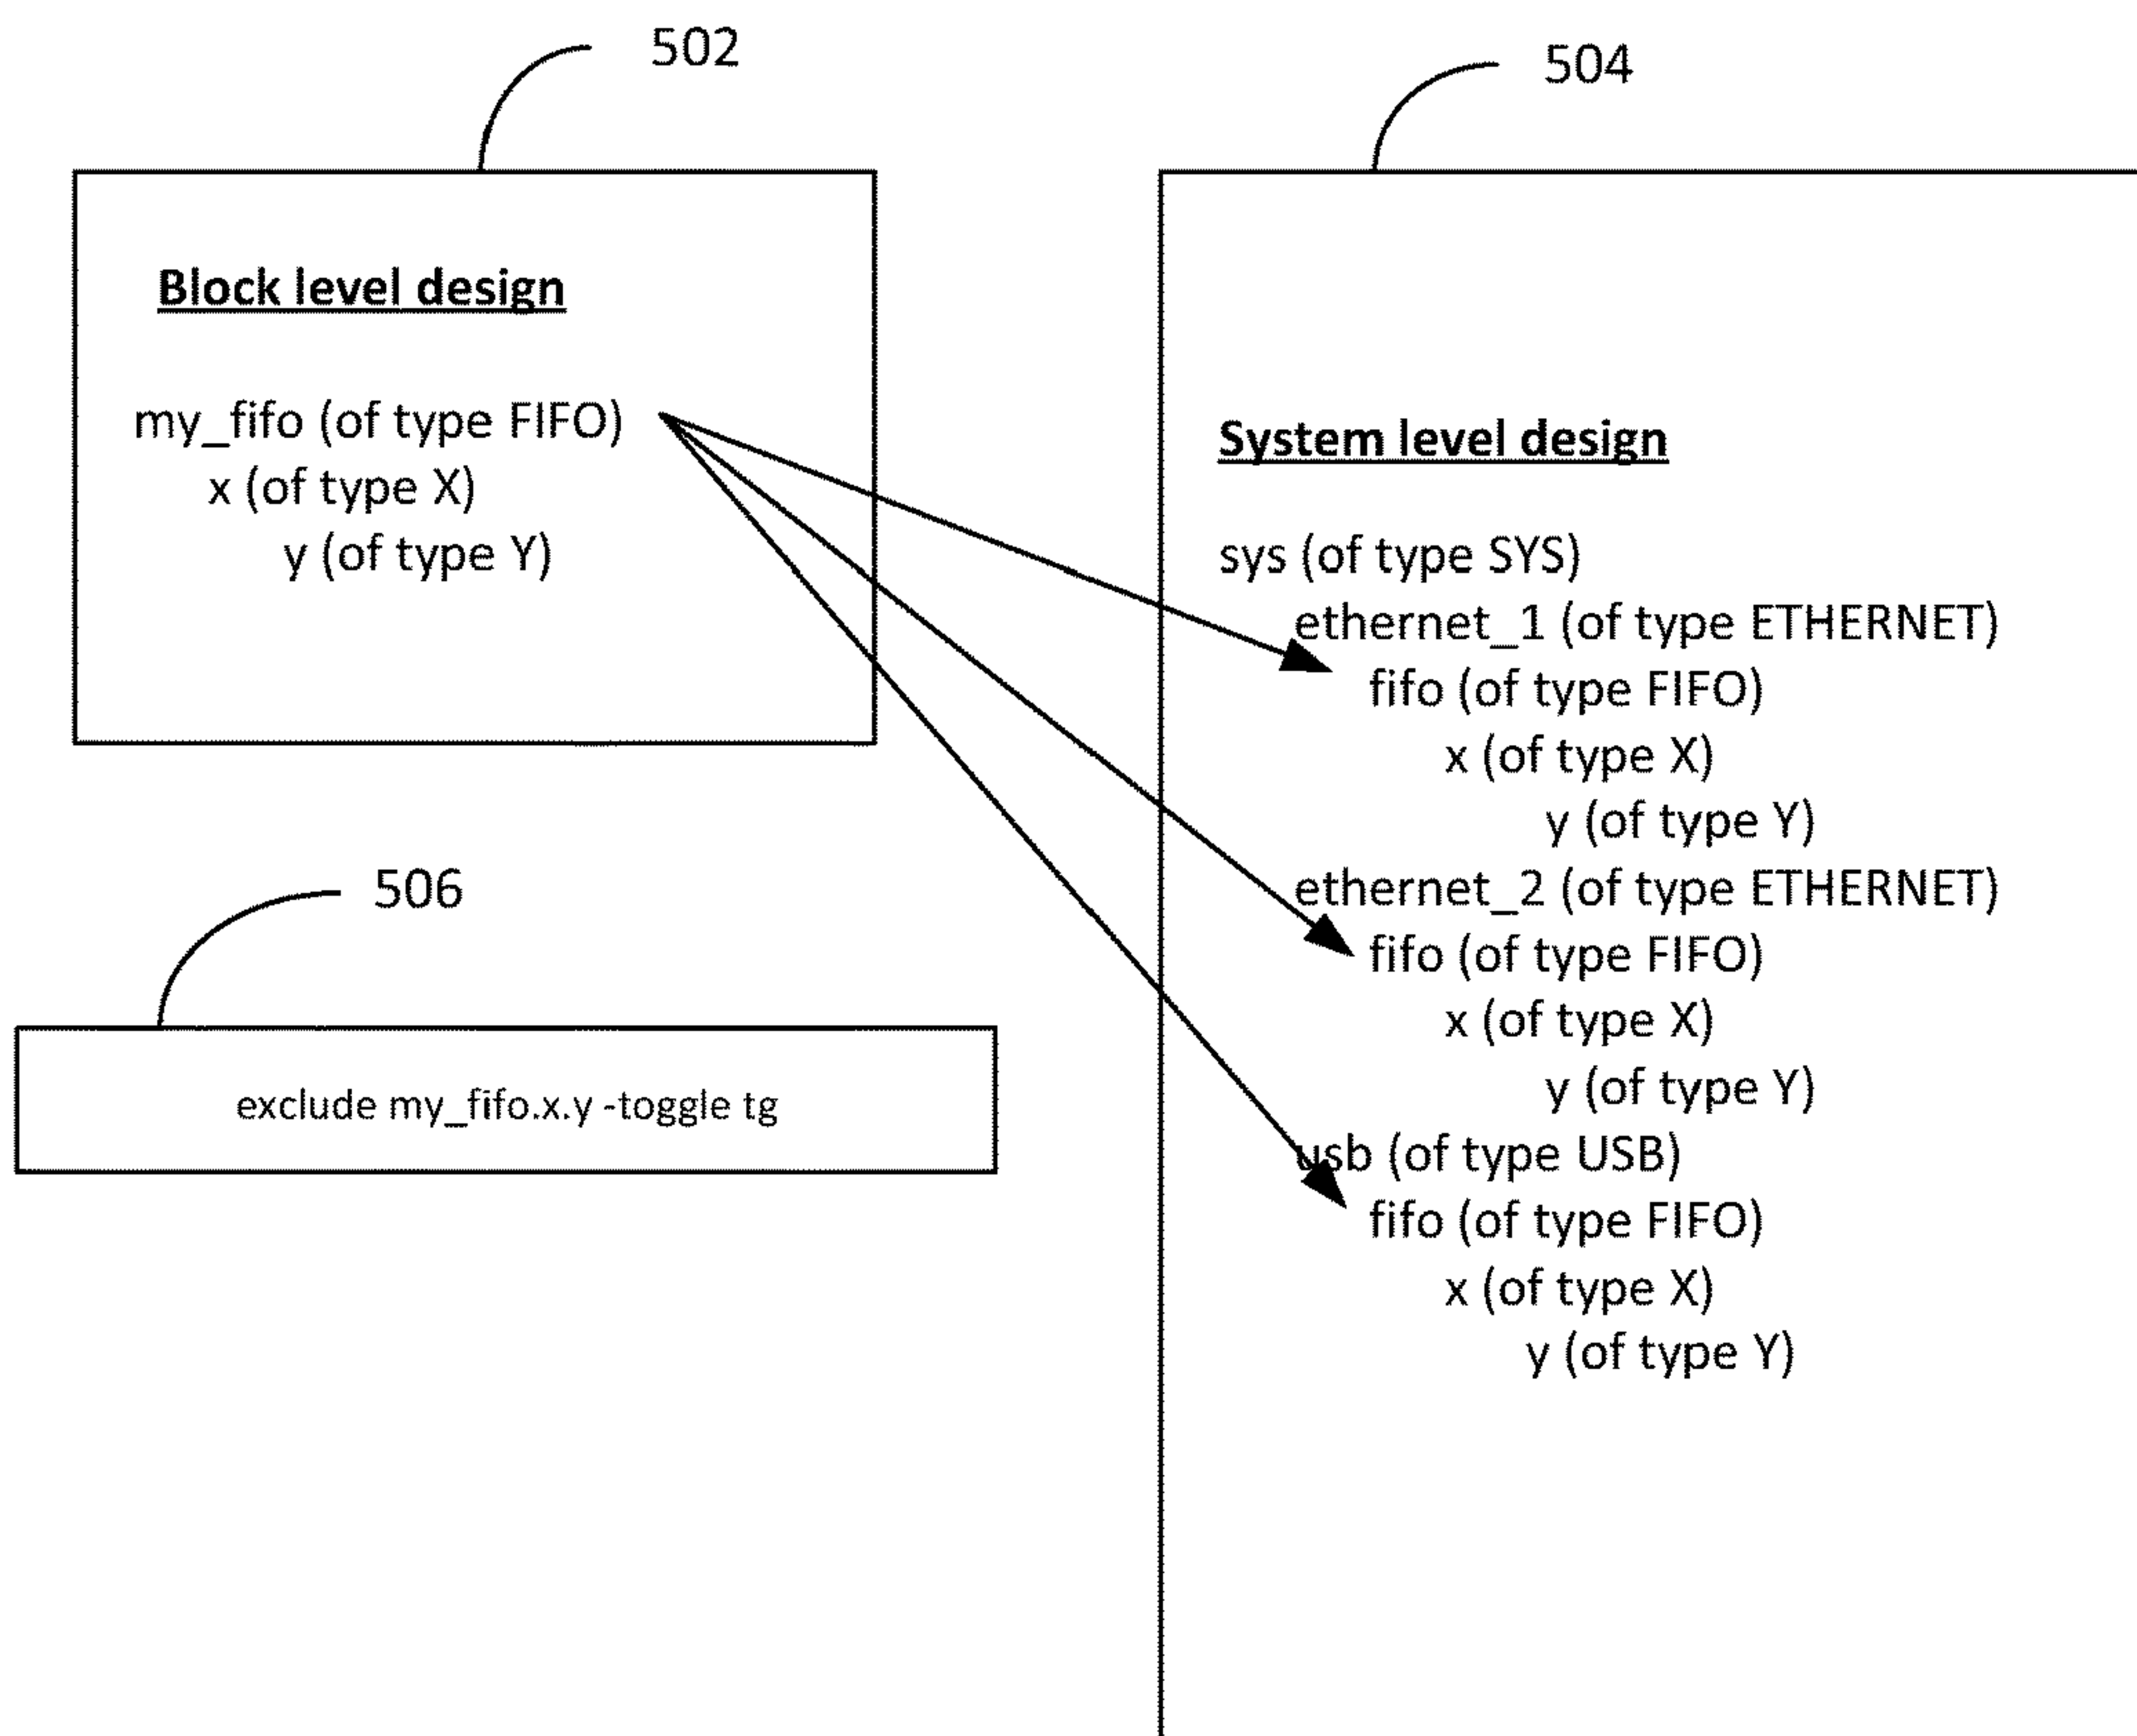 502
Block level design
my_fifo (of type FIFO)
x (of type X)
y (of type Y)
506
exclude my_fifo.x.y -toggle tg
504
System level design
sys (of type SYS)
ethernet_1 (of type ETHERNET)
fifo (of type FIFO)
x (of type X)
y (of type Y)
ethernet_2 (of type ETHERNET)
fifo (of type FIFO)
x (of type X)
y (of type Y)
usb (of type USB)
fifo (of type FIFO)
x (of type X)
y (of type Y)